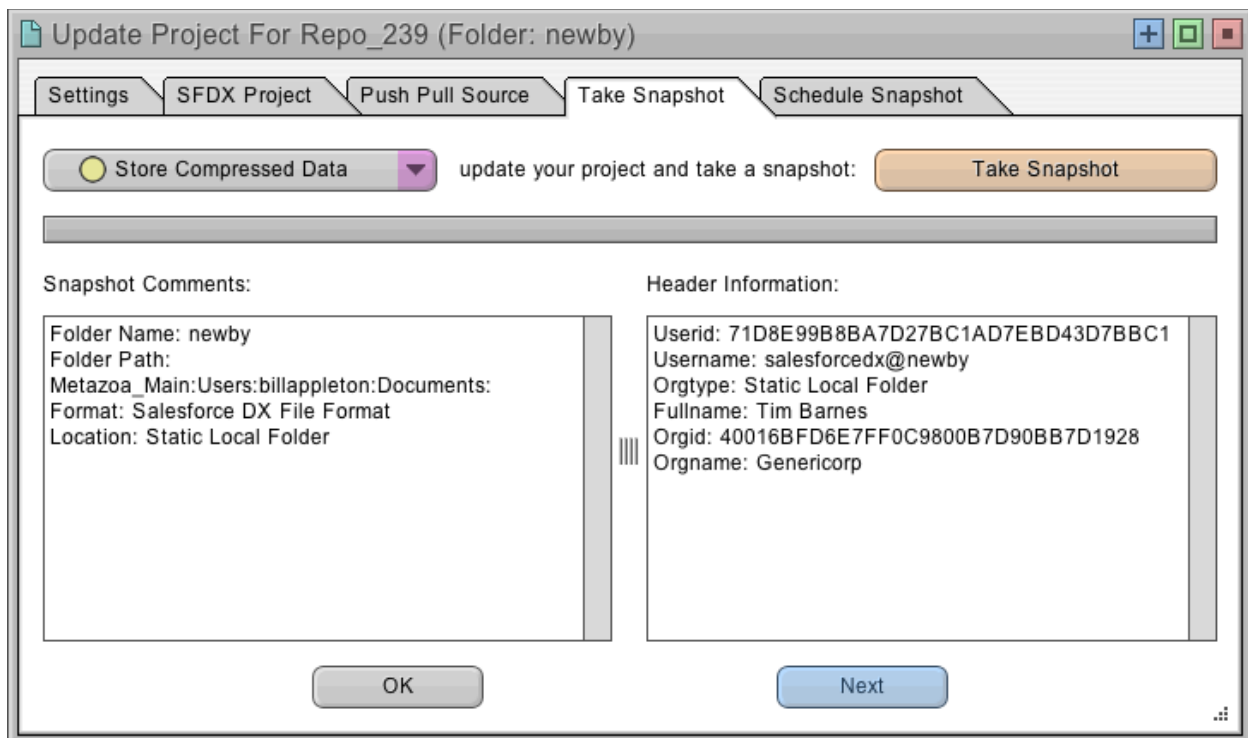 Update Project For Repo_239 (Folder: newby)
Settings
SFDX Project
Push Pull Source
Take Snapshot
Schedule Snapshot
Store Compressed Data
update your project and take a snapshot:
Take Snapshot
Snapshot Comments:
Folder Name: newby
Folder Path:
Metazoa_Main:Users:billappleton:Documents:
Format: Salesforce DX File Format
Location: Static Local Folder
Header Information:
Userid: 71D8E99B8BA7D27BC1AD7EBD43D7BBC1
Username: salesforcedx@newby
Orgtype: Static Local Folder
Fullname: Tim Barnes
Orgid: 40016BFD6E7FF0C9800B7D90BB7D1928
Orgname: Genericorp
OK
Next